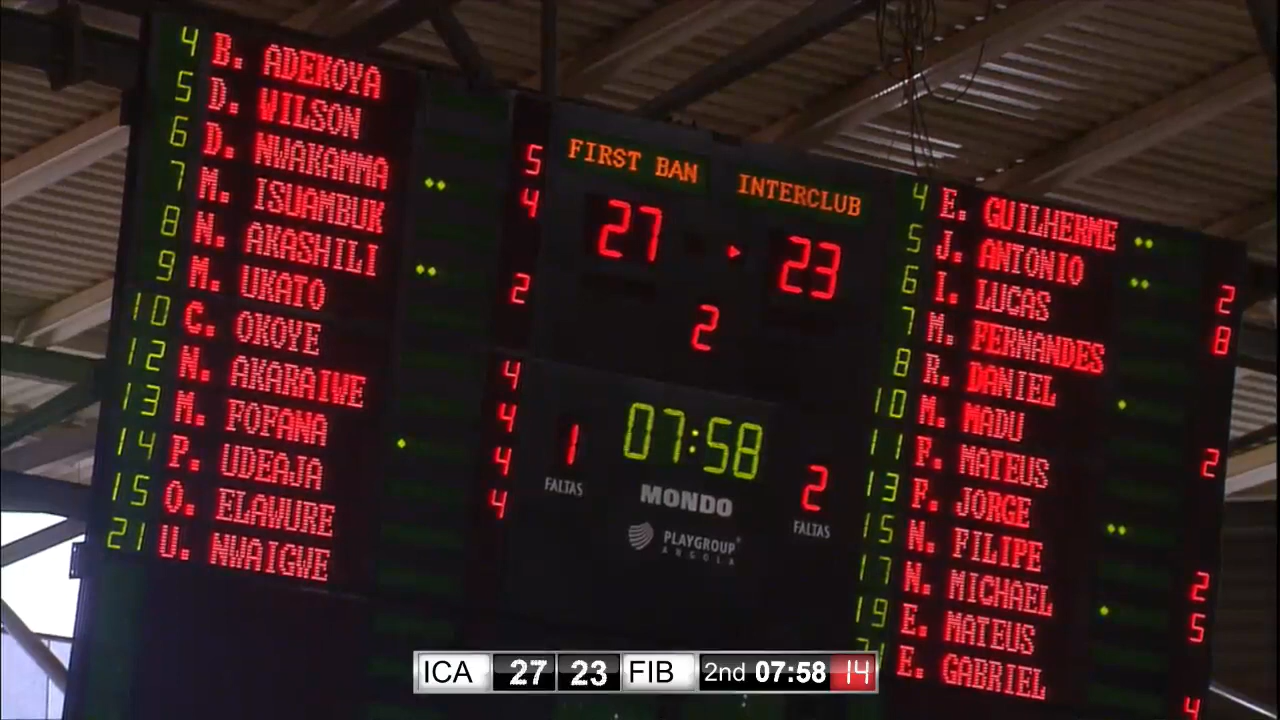 4 B. ADEKOYA
5 D. WILSON 5
6 D. NWAKAMMA 4
7 M. ISUAMBUK
8 N. AKASHILI 2
9 M. UKATO
10 C. OKOYE 4
12 N. AKARAIWE 4
13 M. FOFANA 4
14 P. UDEAJA 4
15 O. ELAWURE
21 U. NWAIGWE
FIRST BAN INTERCLUB
27 23
2
07:58
1 2
FALTAS FALTAS
MONDO
PLAYGROUP
ANGOLA
4 E. GUILHERME
5 J. ANTONIO 2
6 I. LUCAS 8
7 M. FERNANDES
8 R. DANIEL
10 M. MADU 2
11 F. MATEUS
13 F. JORGE
15 N. FILIPE 2
17 N. MICHAEL 5
19 E. MATEUS
E. GABRIEL 4
ICA 27 23 FIB 2nd 07:58 14